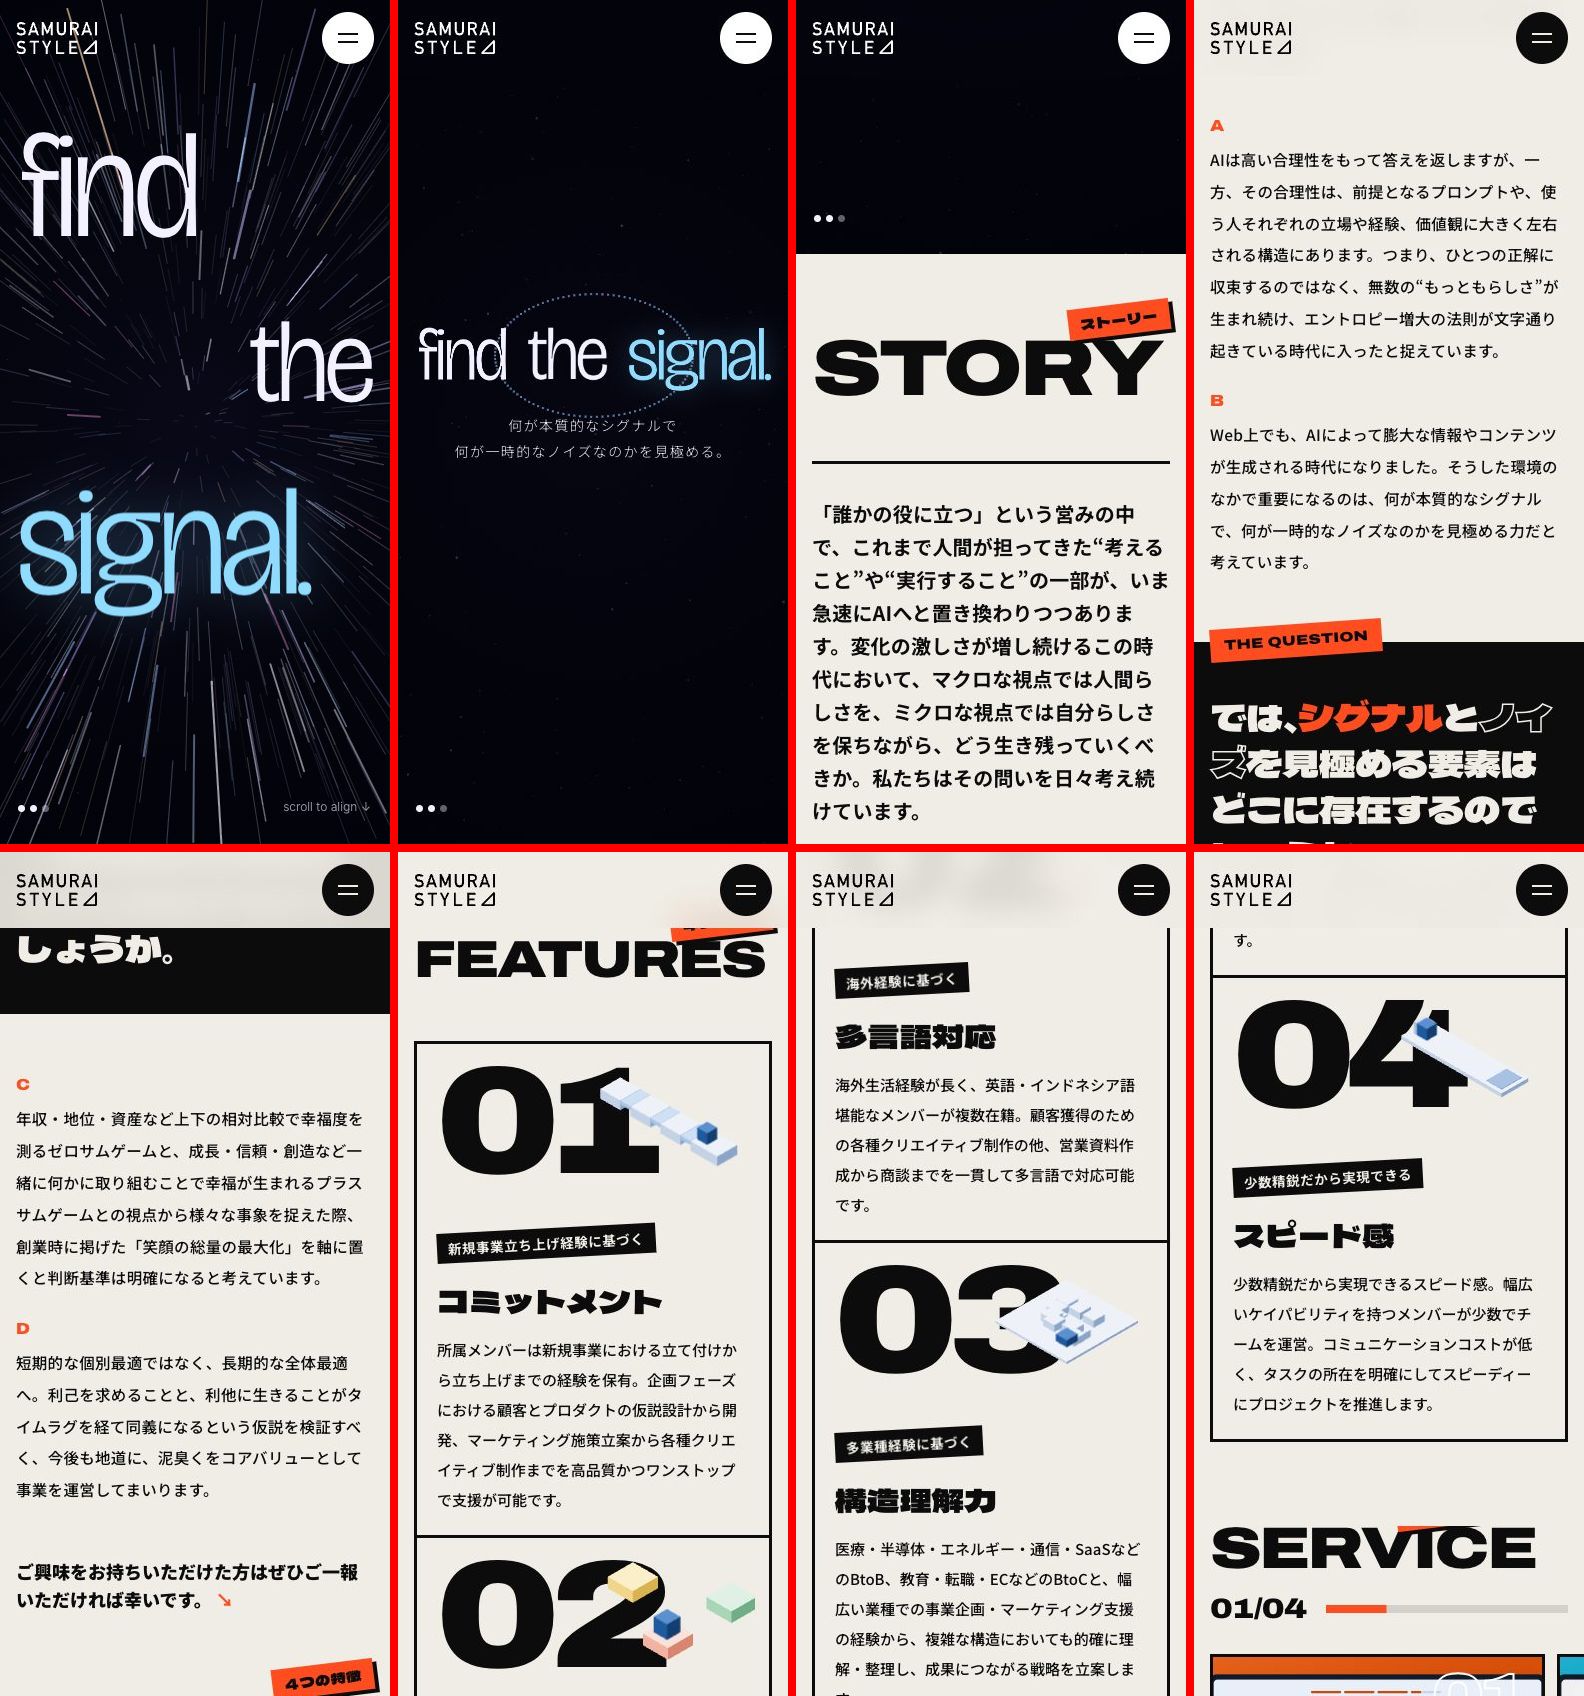 SAMURAI
STYLE
find
the
signal.
scroll to align ↓
SAMURAI
STYLE
find the signal.
何が本質的なシグナルで
何が一時的なノイズなのかを見極める。
SAMURAI
STYLE
ストーリー
STORY
「誰かの役に立つ」という営みの中
で、これまで人間が担ってきた“考える
こと”や“実行すること”の一部が、いま
急速にAIへと置き換わりつつありま
す。変化の激しさが増し続けるこの時
代において、マクロな視点では人間ら
しさを、ミクロな視点では自分らしさ
を保ちながら、どう生き残っていくべ
きか。私たちはその問いを日々考え続
けています。
SAMURAI
STYLE
A
AIは高い合理性をもって答えを返しますが、一
方、その合理性は、前提となるプロンプトや、使
う人それぞれの立場や経験、価値観に大きく左右
される構造にあります。つまり、ひとつの正解に
収束するのではなく、無数の“もっともらしさ”が
生まれ続け、エントロピー増大の法則が文字通り
起きている時代に入ったと捉えています。
B
Web上でも、AIによって膨大な情報やコンテンツ
が生成される時代になりました。そうした環境の
なかで重要になるのは、何が本質的なシグナル
で、何が一時的なノイズなのかを見極める力だと
考えています。
THE QUESTION
では、シグナルとノイ
ズを見極める要素は
どこに存在するので
SAMURAI
STYLE
しょうか。
C
年収・地位・資産など上下の相対比較で幸福度を
測るゼロサムゲームと、成長・信頼・創造など一
緒に何かに取り組むことで幸福が生まれるプラス
サムゲームとの視点から様々な事象を捉えた際、
創業時に掲げた「笑顔の総量の最大化」を軸に置
くと判断基準は明確になると考えています。
D
短期的な個別最適ではなく、長期的な全体最適
へ。利己を求めることと、利他に生きることがタ
イムラグを経て同義になるという仮説を検証すべ
く、今後も地道に、泥臭くをコアバリューとして
事業を運営してまいります。
ご興味をお持ちいただけた方はぜひご一報
いただければ幸いです。 ↘
4つの特徴
SAMURAI
STYLE
FEATURES
01
新規事業立ち上げ経験に基づく
コミットメント
所属メンバーは新規事業における立て付けか
ら立ち上げまでの経験を保有。企画フェーズ
における顧客とプロダクトの仮説設計から開
発、マーケティング施策立案から各種クリエ
イティブ制作までを高品質かつワンストップ
で支援が可能です。
02
SAMURAI
STYLE
海外経験に基づく
多言語対応
海外生活経験が長く、英語・インドネシア語
堪能なメンバーが複数在籍。顧客獲得のため
の各種クリエイティブ制作の他、営業資料作
成から商談までを一貫して多言語で対応可能
です。
03
多業種経験に基づく
構造理解力
医療・半導体・エネルギー・通信・SaaSなど
のBtoB、教育・転職・ECなどのBtoCと、幅
広い業種での事業企画・マーケティング支援
の経験から、複雑な構造においても的確に理
解・整理し、成果につながる戦略を立案しま
SAMURAI
STYLE
す。
04
少数精鋭だから実現できる
スピード感
少数精鋭だから実現できるスピード感。幅広
いケイパビリティを持つメンバーが少数でチ
ームを運営。コミュニケーションコストが低
く、タスクの所在を明確にしてスピーディー
にプロジェクトを推進します。
SERVICE
01/04
01